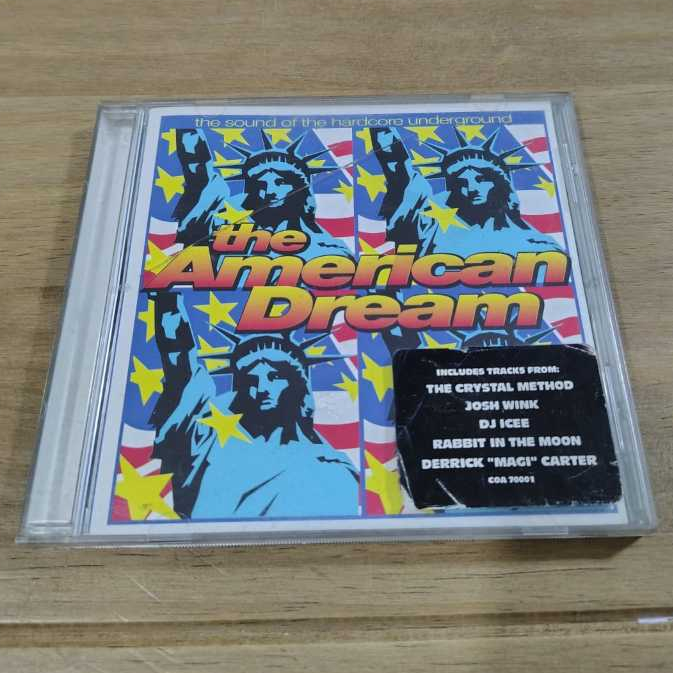 the sound of the hardcore underground
the
American
Dream
INCLUDES TRACKS FROM:
THE CRYSTAL METHOD
JOSH WINK
DJ ICEE
RABBIT IN THE MOON
DERRICK "MAGI" CARTER
COA 70001